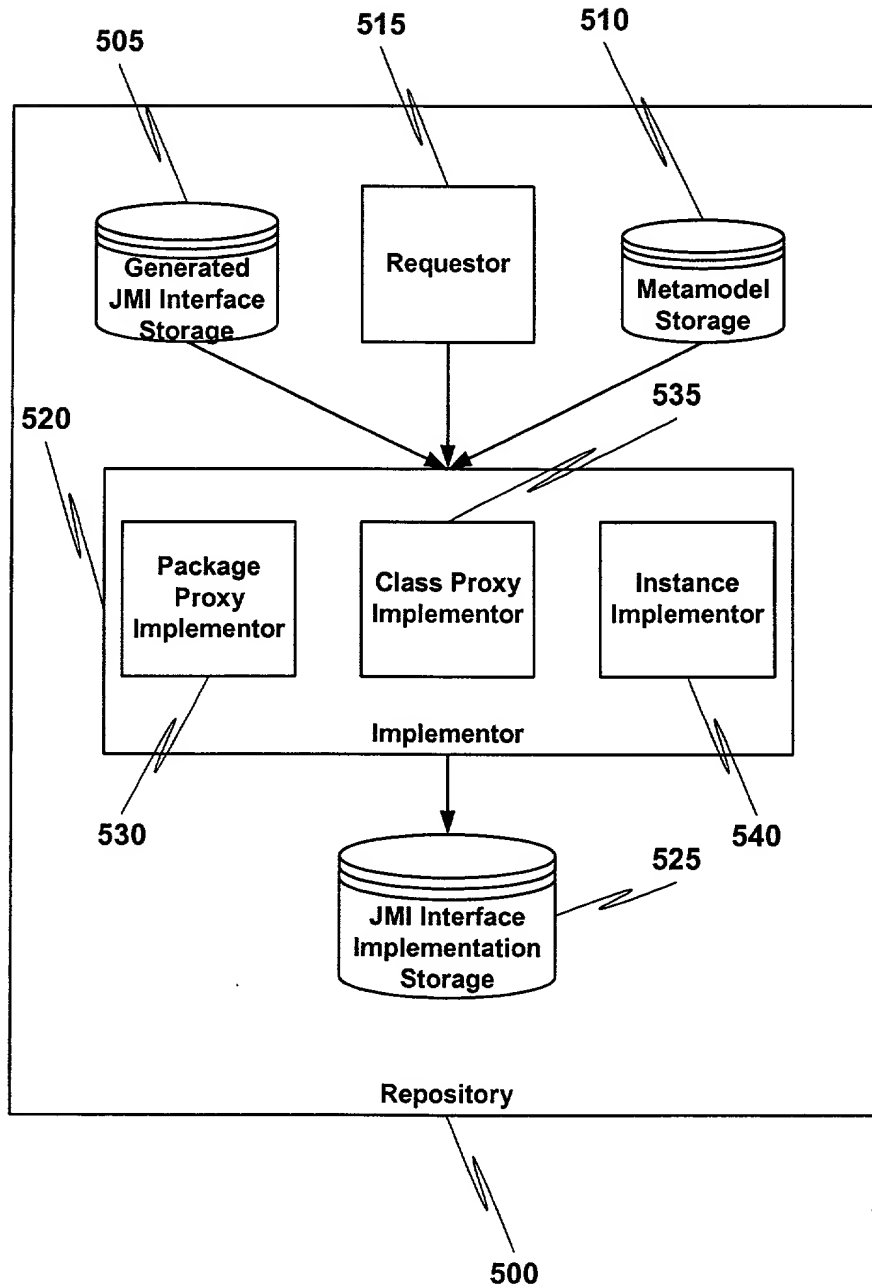 505
515
510
Generated
JMI Interface
Storage
Requestor
Metamodel
Storage
520
535
Package
Proxy
Implementor
Class Proxy
Implementor
Instance
Implementor
Implementor
530
540
525
JMI Interface
Implementation
Storage
Repository
500